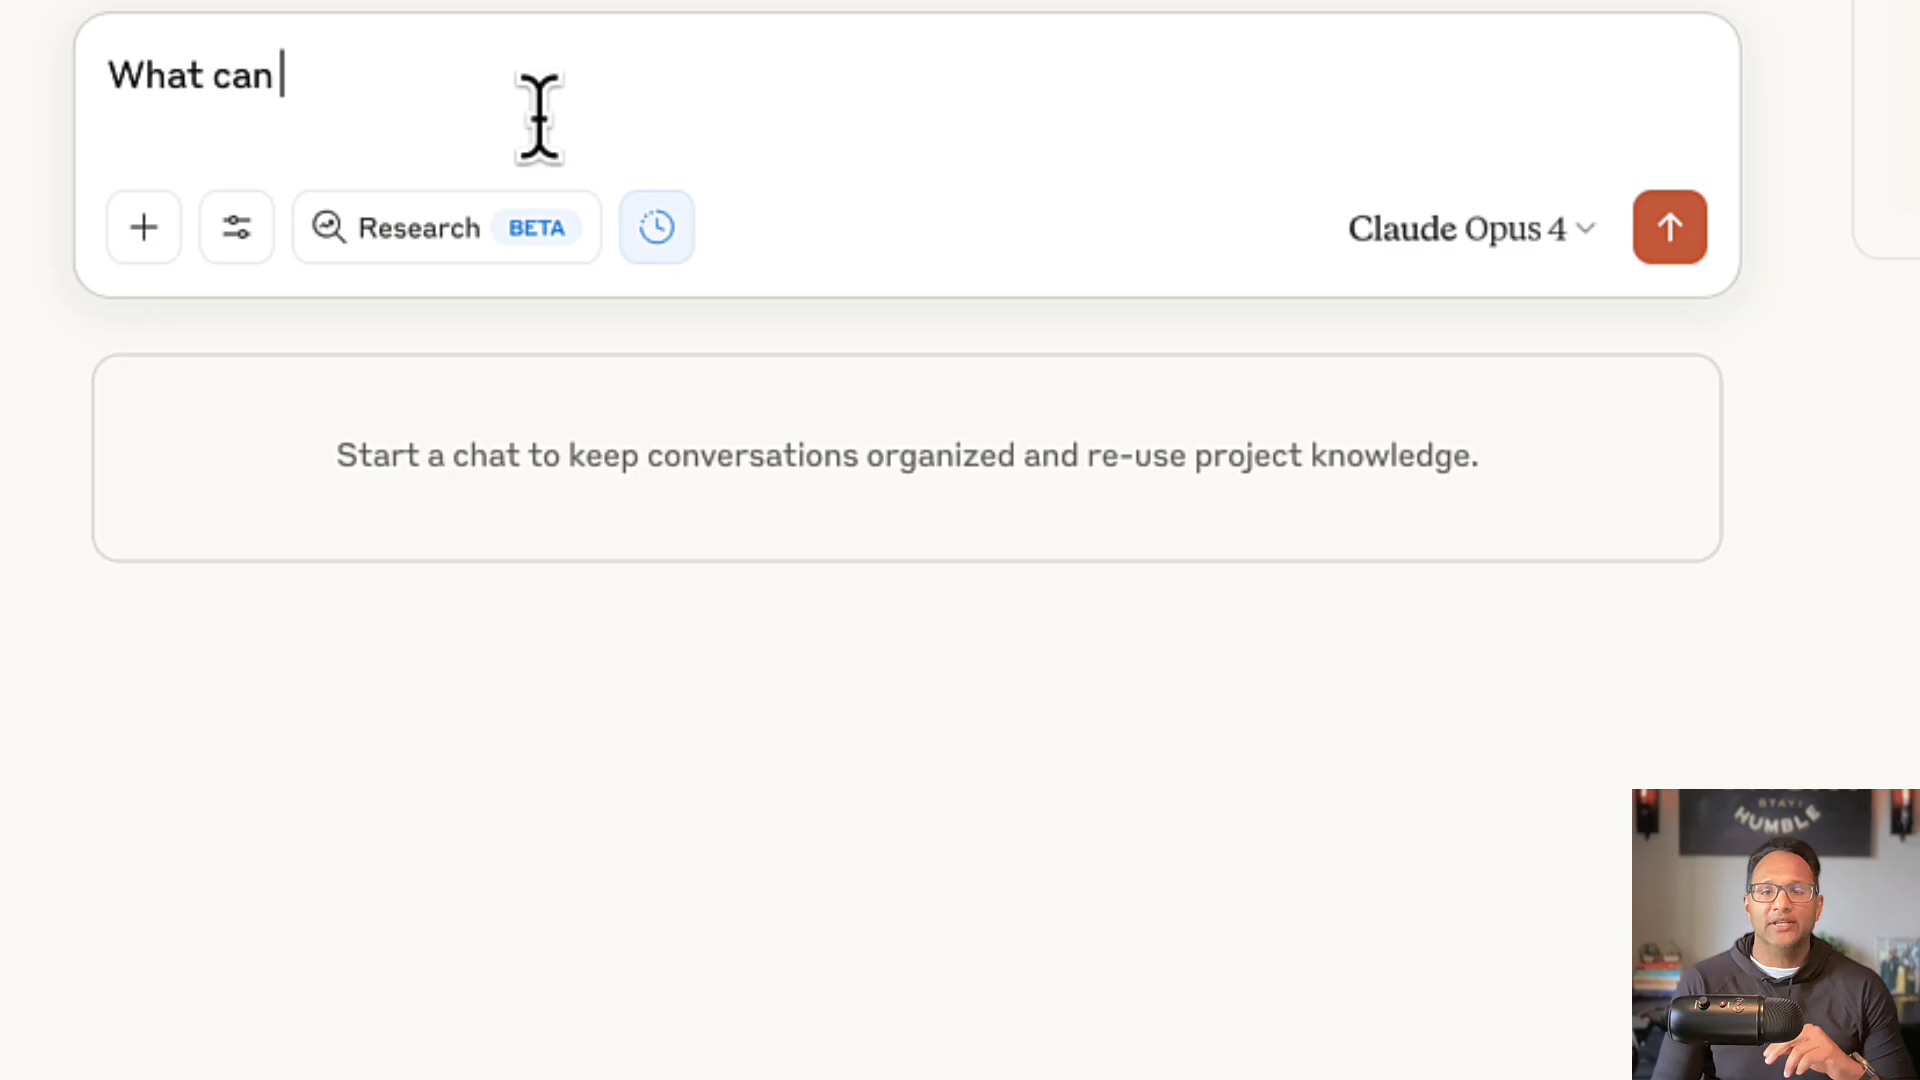 What can
Research BETA
Claude Opus 4
Start a chat to keep conversations organized and re-use project knowledge.
STAY
HUMBLE